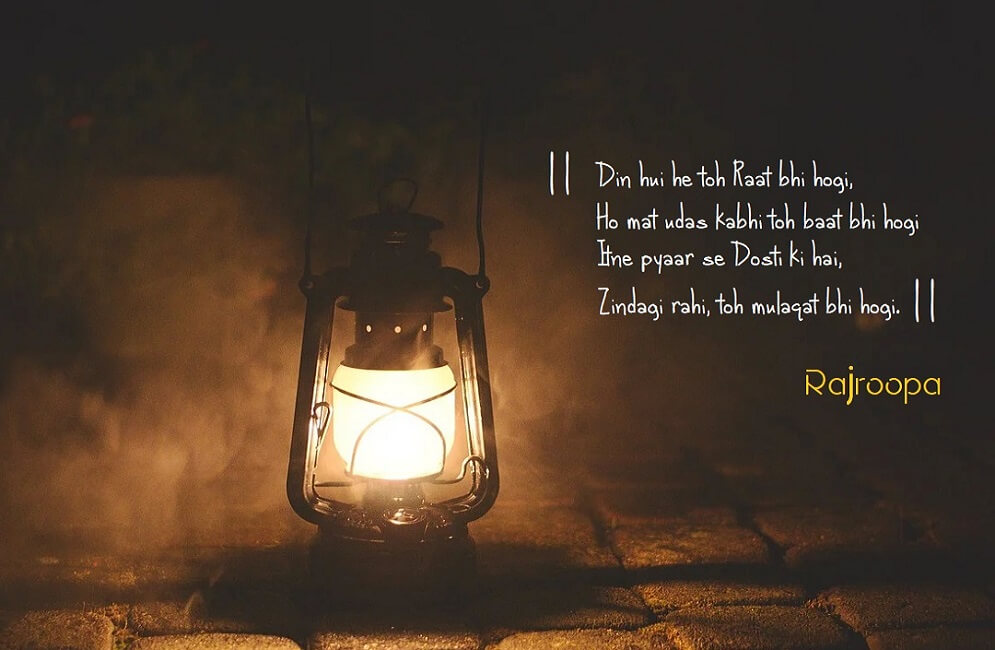 || Din hui he toh Raat bhi hogi,
Ho mat udas kabhi toh baat bhi hogi
Itne pyaar se Dosti ki hai,
Zindagi rahi, toh mulaqat bhi hogi. ||
Rajroopa